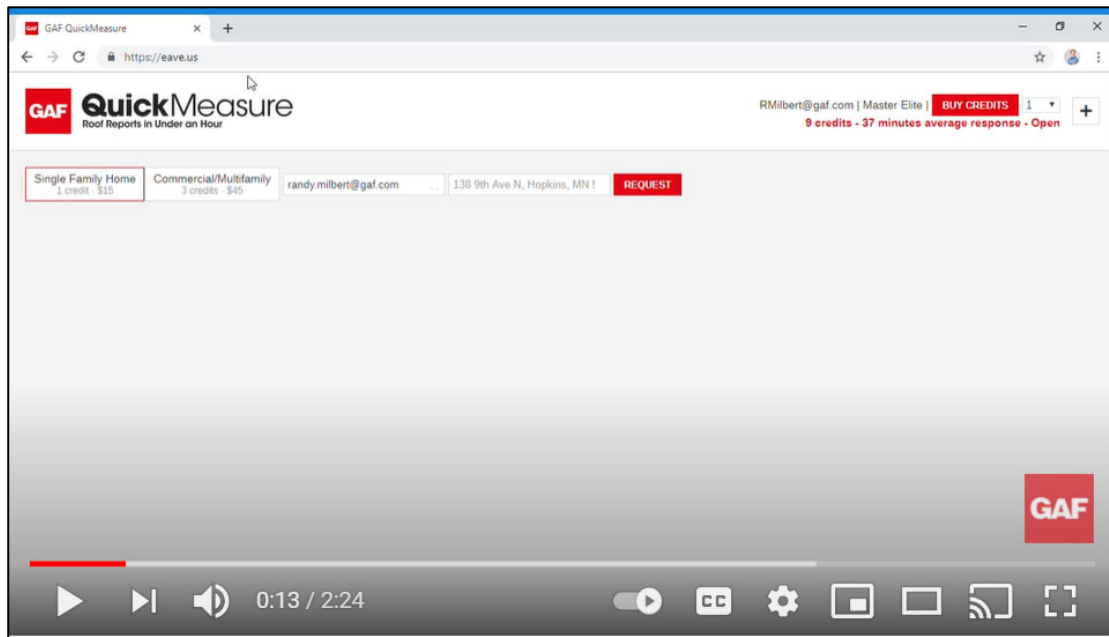 GAF QuickMeasure
https://eave.us
GAF QuickMeasure
Roof Reports in Under an Hour
RMilbert@gaf.com | Master Elite | BUY CREDITS 1
9 credits - 37 minutes average response - Open
Single Family Home
1 credit - $15
Commercial/Multifamily
3 credits - $45
randy.milbert@gaf.com
138 9th Ave N, Hopkins, MN
REQUEST
GAF
0:13 / 2:24
CC